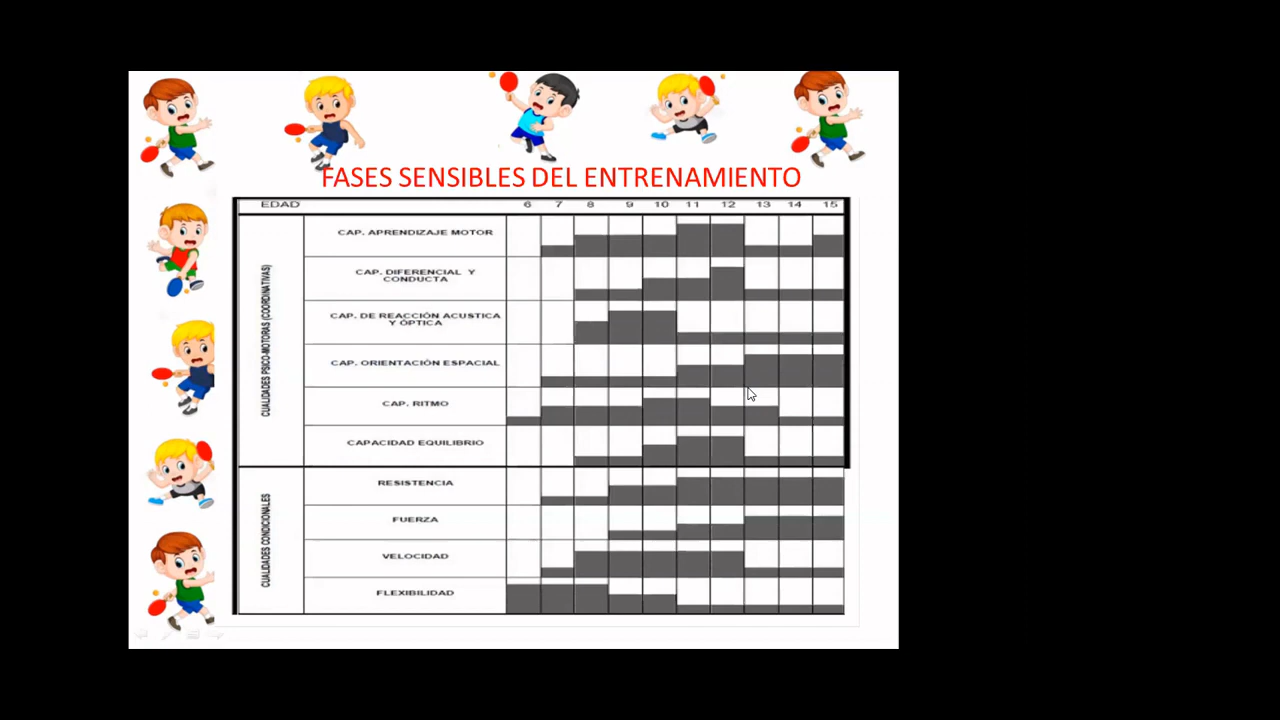 FASES SENSIBLES DEL ENTRENAMIENTO
EDAD 6 7 8 9 10 11 12 13 14 15
CUALIDADES PSICO-MOTORAS (COORDINATIVAS)
CAP. APRENDIZAJE MOTOR
CAP. DIFERENCIAL Y
CONDUCTA
CAP. DE REACCIÓN ACUSTICA
Y ÓPTICA
CAP. ORIENTACIÓN ESPACIAL
CAP. RITMO
CAPACIDAD EQUILIBRIO
CUALIDADES CONDICIONALES
RESISTENCIA
FUERZA
VELOCIDAD
FLEXIBILIDAD